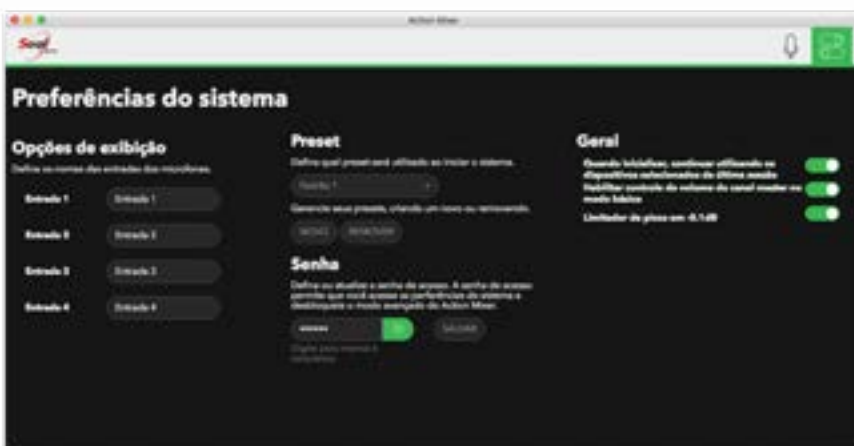 Action Mixer
Seal
Preferências do sistema
Opções de exibição
Defina os nomes das entradas dos microfones.
Entrada 1
Entrada 1
Entrada 2
Entrada 2
Entrada 3
Entrada 3
Entrada 4
Entrada 4
Preset
Defina qual preset será utilizado ao iniciar o sistema.
Gerencie seus presets, criando um novo ou removendo.
REMOVER
Senha
Defina ou atualize a senha de acesso. A senha de acesso
permite que você acesse as preferências do sistema e
desbloqueie o modo avançado do Action Mixer.
SALVAR
Geral
Quando inicializar, continuar utilizando os
dispositivos selecionados da última sessão
Habilitar controle do volume do canal master no
modo básico
Limitador de picos em -0.1dB